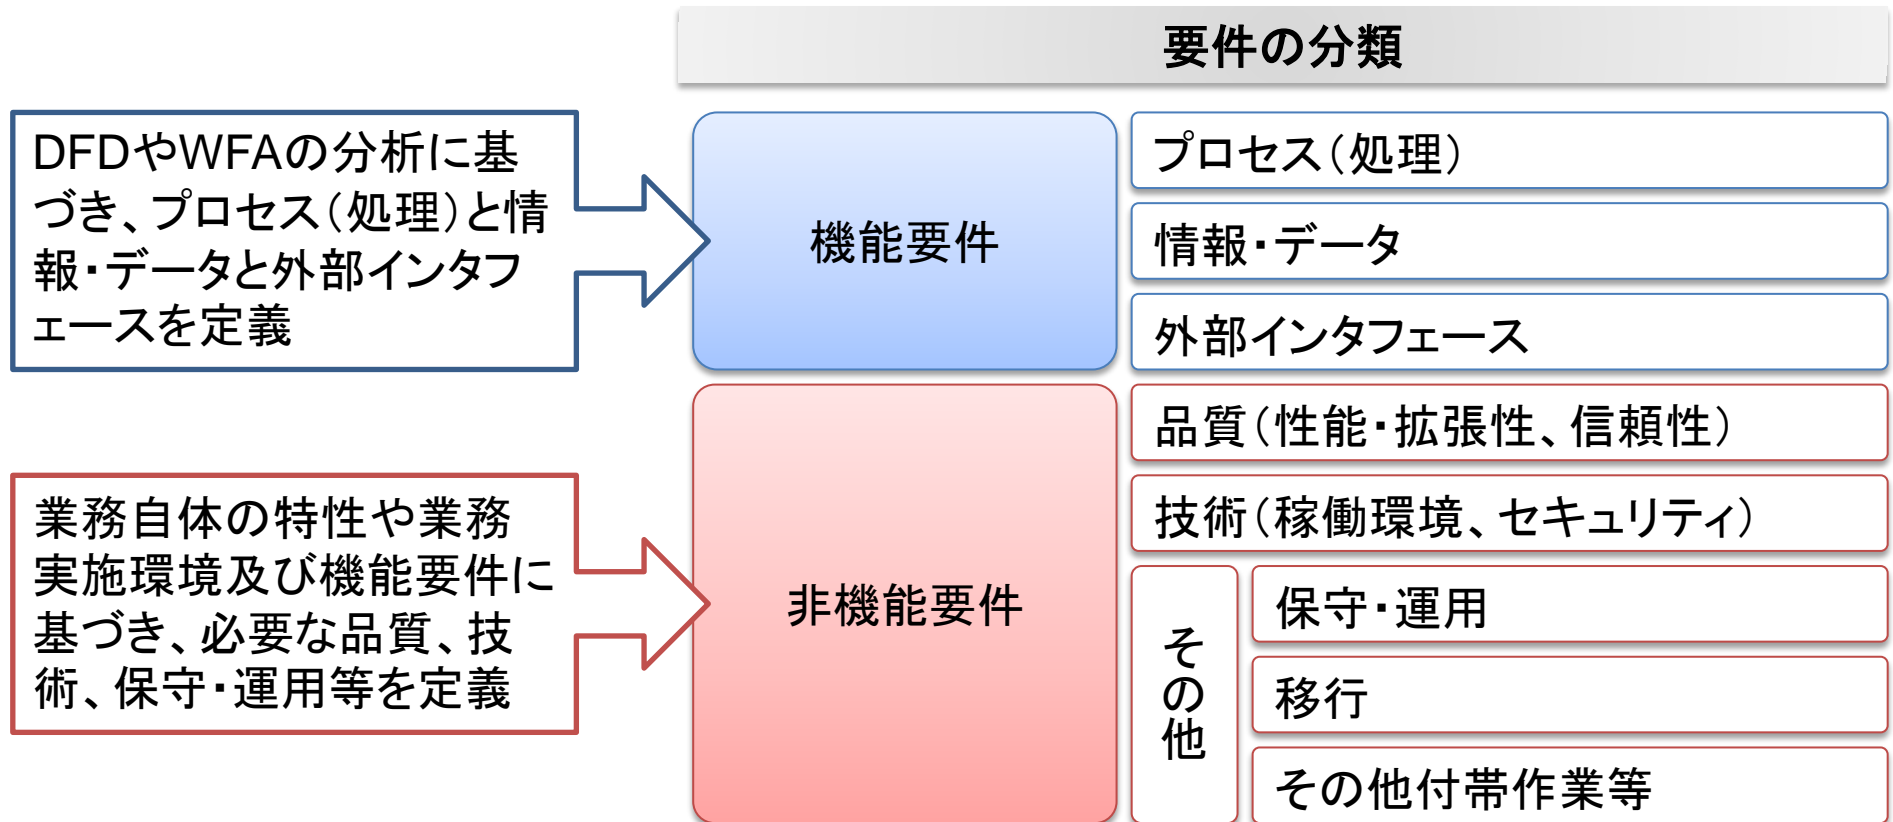 要件の分類
DFDやWFAの分析に基
づき、プロセス（処理）と情
報・データと外部インタフ
ェースを定義
機能要件
プロセス（処理）
情報・データ
外部インタフェース
業務自体の特性や業務
実施環境及び機能要件に
基づき、必要な品質、技
術、保守・運用等を定義
非機能要件
品質（性能・拡張性、信頼性）
技術（稼働環境、セキュリティ）
その他
保守・運用
移行
その他付帯作業等